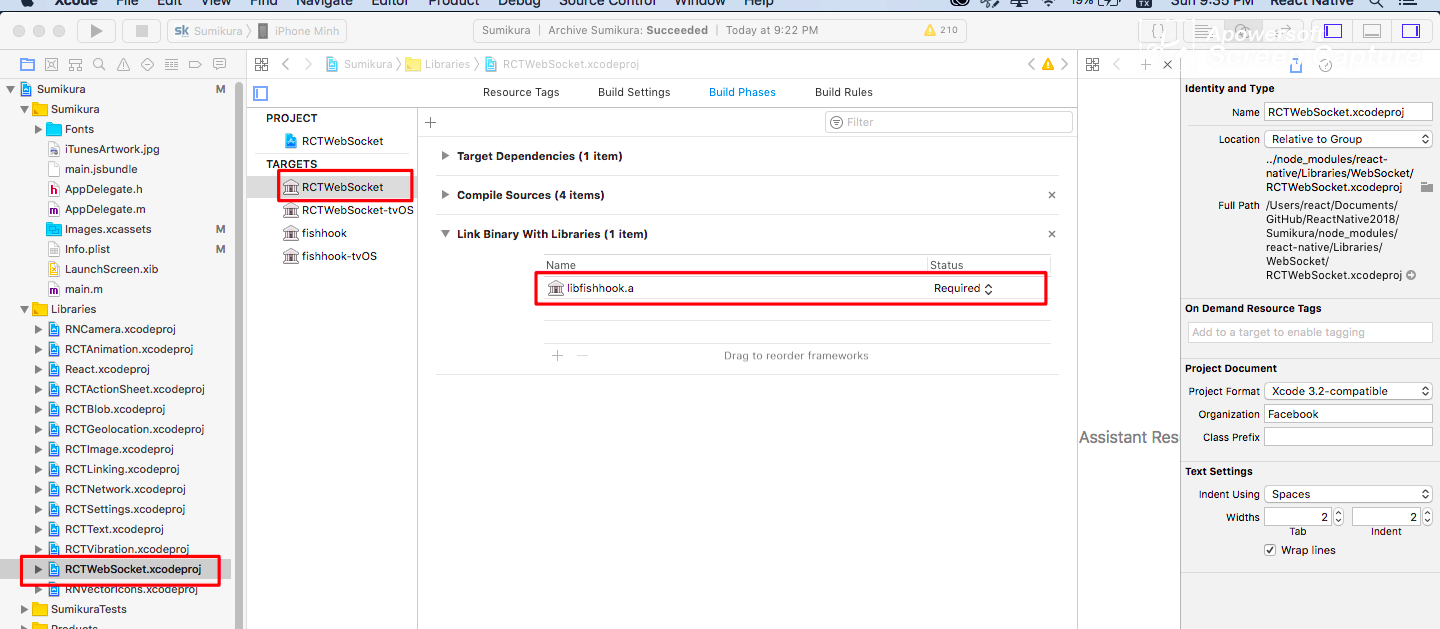 Xcode File Edit View Find Navigate Editor Product Debug Source Control Window Help 19% Sun 9:35 PM React Native
sk Sumikura iPhone Minh
Sumikura | Archive Sumikura: Succeeded | Today at 9:22 PM 210
Apowersoft
Screen Capture
Sumikura
M
Sumikura
Fonts
iTunesArtwork.jpg
main.jsbundle
AppDelegate.h
AppDelegate.m
Images.xcassets
M
Info.plist
M
LaunchScreen.xib
main.m
Libraries
RNCamera.xcodeproj
RCTAnimation.xcodeproj
React.xcodeproj
RCTActionSheet.xcodeproj
RCTBlob.xcodeproj
RCTGeolocation.xcodeproj
RCTImage.xcodeproj
RCTLinking.xcodeproj
RCTNetwork.xcodeproj
RCTSettings.xcodeproj
RCTText.xcodeproj
RCTVibration.xcodeproj
RCTWebSocket.xcodeproj
RNVectorIcons.xcodeproj
SumikuraTests
Products
Sumikura Libraries RCTWebSocket.xcodeproj
Resource Tags Build Settings Build Phases Build Rules
PROJECT
RCTWebSocket
TARGETS
RCTWebSocket
RCTWebSocket-tvOS
fishhook
fishhook-tvOS
Filter
Target Dependencies (1 item)
Compile Sources (4 items)
Link Binary With Libraries (1 item)
Name Status
libfishhook.a Required
Drag to reorder frameworks
Assistant Res
Identity and Type
Name RCTWebSocket.xcodeproj
Location Relative to Group
../node_modules/react-
native/Libraries/WebSocket/
RCTWebSocket.xcodeproj
Full Path /Users/react/Documents/
GitHub/ReactNative2018/
Sumikura/node_modules/
react-native/Libraries/
WebSocket/
RCTWebSocket.xcodeproj
On Demand Resource Tags
Add to a target to enable tagging
Project Document
Project Format Xcode 3.2-compatible
Organization Facebook
Class Prefix
Text Settings
Indent Using Spaces
Widths 2 2
Tab Indent
Wrap lines